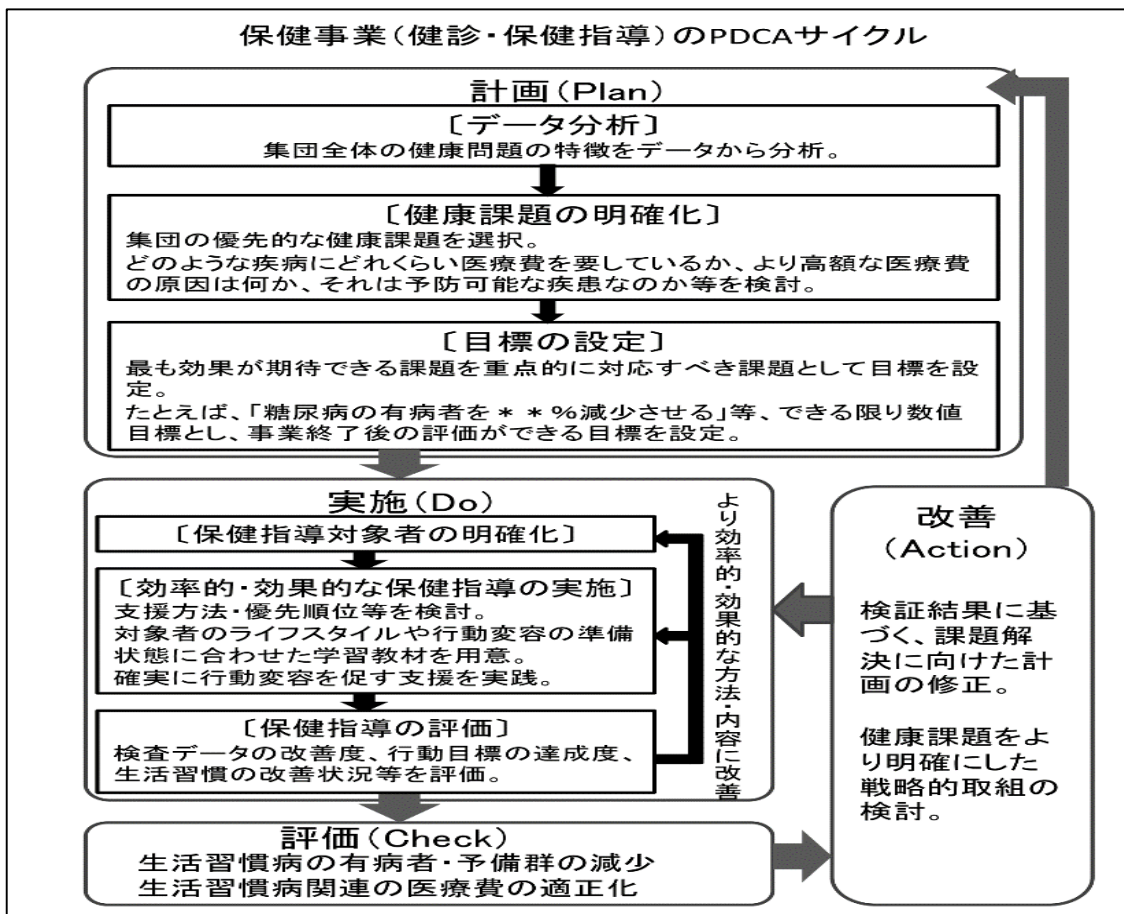 保健事業(健診・保健指導)のPDCAサイクル
計画(Plan)
〔データ分析〕
集団全体の健康問題の特徴をデータから分析。
〔健康課題の明確化〕
集団の優先的な健康課題を選択。
どのような疾病にどれくらい医療費を要しているか、より高額な医療費
の原因は何か、それは予防可能な疾患なのか等を検討。
〔目標の設定〕
最も効果が期待できる課題を重点的に対応すべき課題として目標を設
定。
たとえば、「糖尿病の有病者を**%減少させる」等、できる限り数値
目標とし、事業終了後の評価ができる目標を設定。
実施(Do)
〔保健指導対象者の明確化〕
〔効率的・効果的な保健指導の実施〕
支援方法・優先順位等を検討。
対象者のライフスタイルや行動変容の準備
状態に合わせた学習教材を用意。
確実に行動変容を促す支援を実践。
〔保健指導の評価〕
検査データの改善度、行動目標の達成度、
生活習慣の改善状況等を評価。
より効率的・効果的な方法・内容に改善
評価(Check)
生活習慣病の有病者・予備群の減少
生活習慣病関連の医療費の適正化
改善
(Action)
検証結果に基
づく、課題解
決に向けた計
画の修正。
健康課題をよ
り明確にした
戦略的取組の
検討。